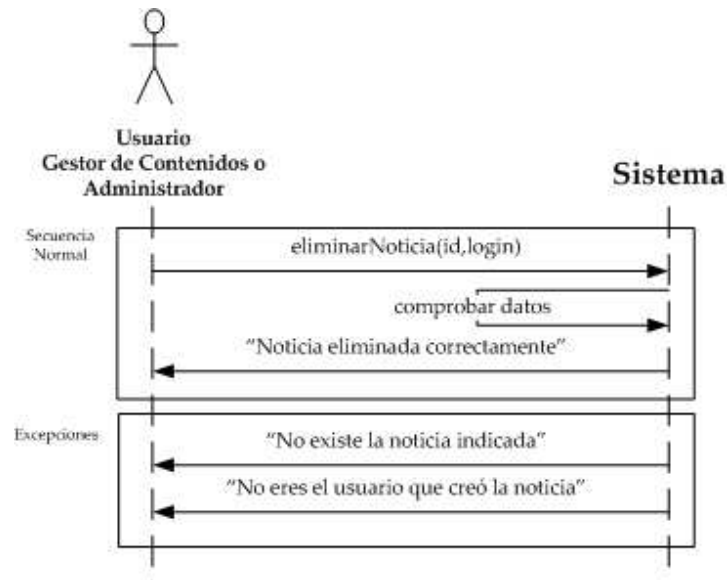 Usuario
Gestor de Contenidos o
Administrador
Sistema
Secuencia
Normal
eliminarNoticia(id,login)
comprobar datos
“Noticia eliminada correctamente”
Excepciones
“No existe la noticia indicada”
“No eres el usuario que creó la noticia”